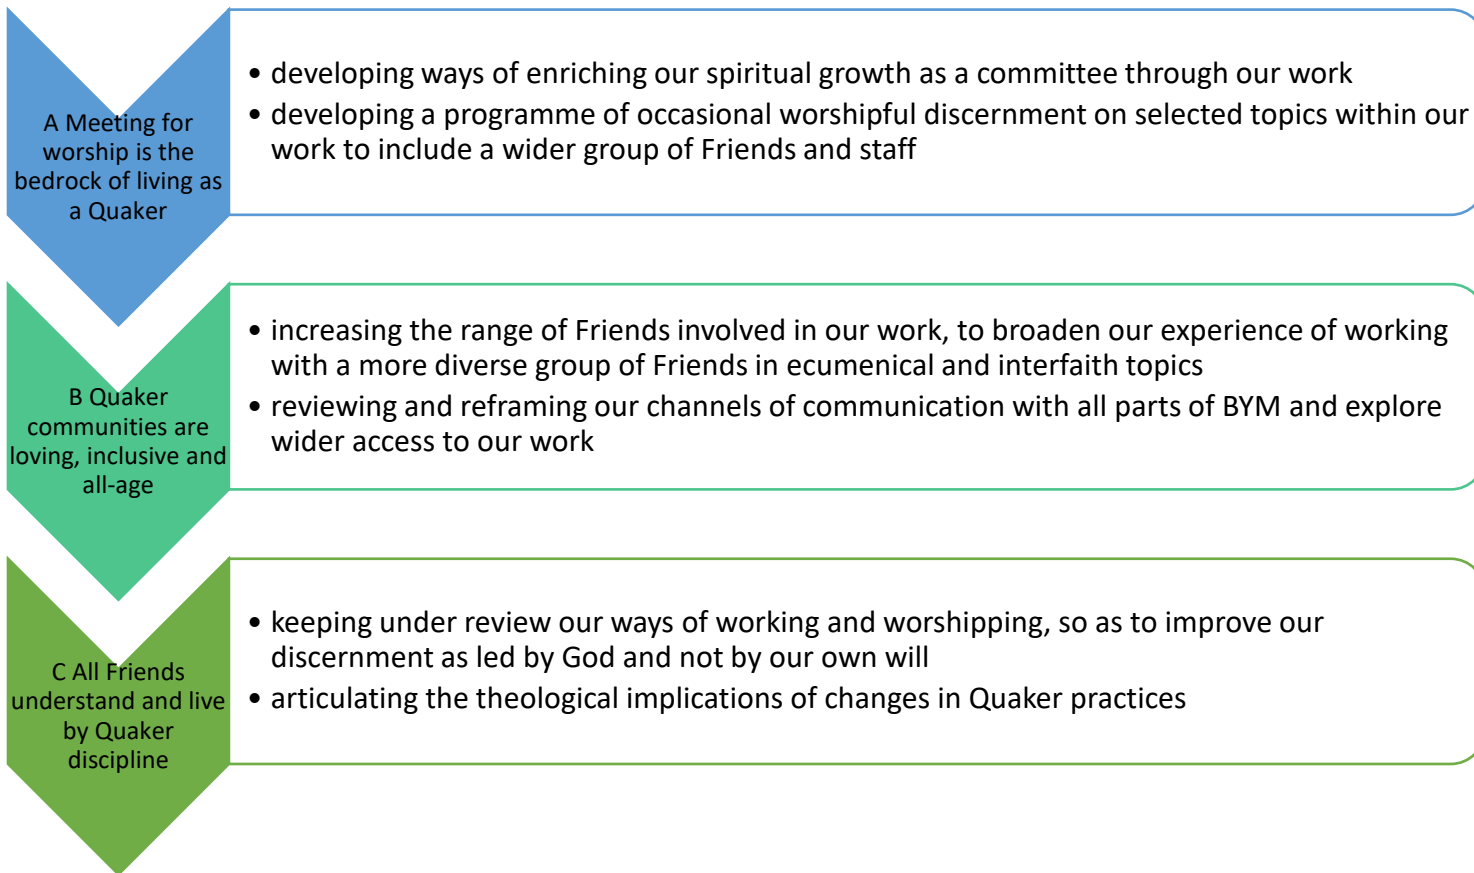 A Meeting for
worship is the
bedrock of living as
a Quaker
• developing ways of enriching our spiritual growth as a committee through our work
• developing a programme of occasional worshipful discernment on selected topics within our
work to include a wider group of Friends and staff
B Quaker
communities are
loving, inclusive and
all-age
• increasing the range of Friends involved in our work, to broaden our experience of working
with a more diverse group of Friends in ecumenical and interfaith topics
• reviewing and reframing our channels of communication with all parts of BYM and explore
wider access to our work
C All Friends
understand and live
by Quaker
discipline
• keeping under review our ways of working and worshipping, so as to improve our
discernment as led by God and not by our own will
• articulating the theological implications of changes in Quaker practices